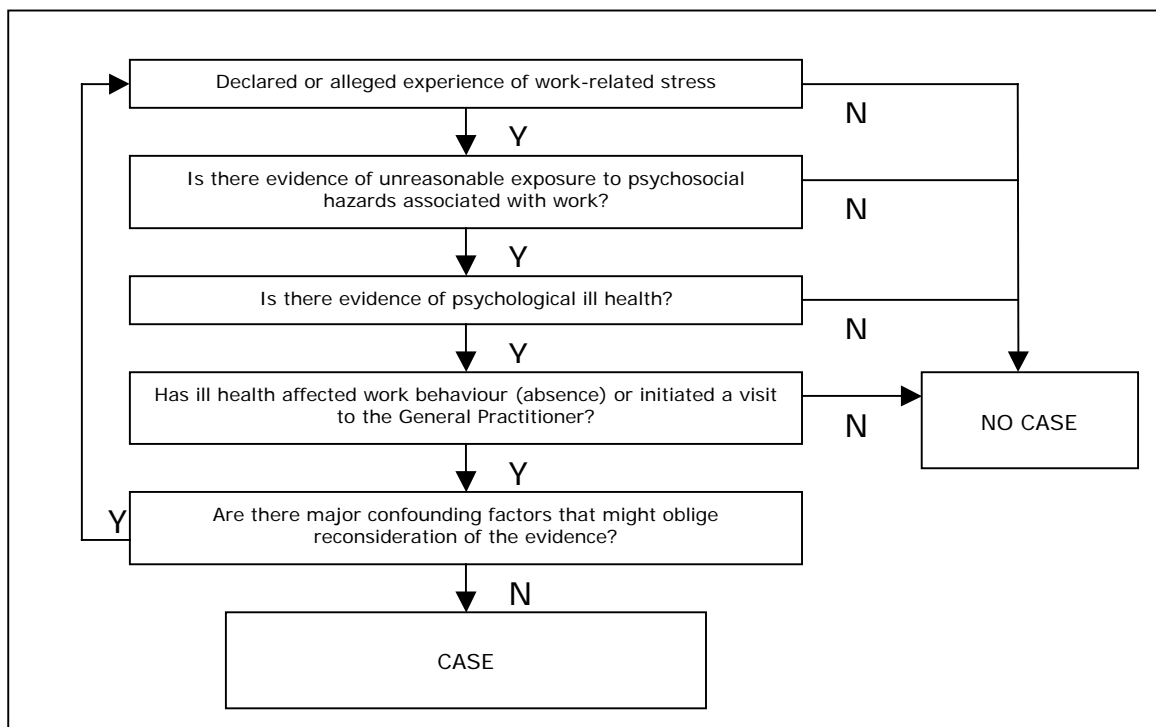 Declared or alleged experience of work-related stress
N
Y
Is there evidence of unreasonable exposure to psychosocial
hazards associated with work?
N
Y
Is there evidence of psychological ill health?
N
Y
Has ill health affected work behaviour (absence) or initiated a visit
to the General Practitioner?
N
NO CASE
Y
Y
Are there major confounding factors that might oblige
reconsideration of the evidence?
N
CASE